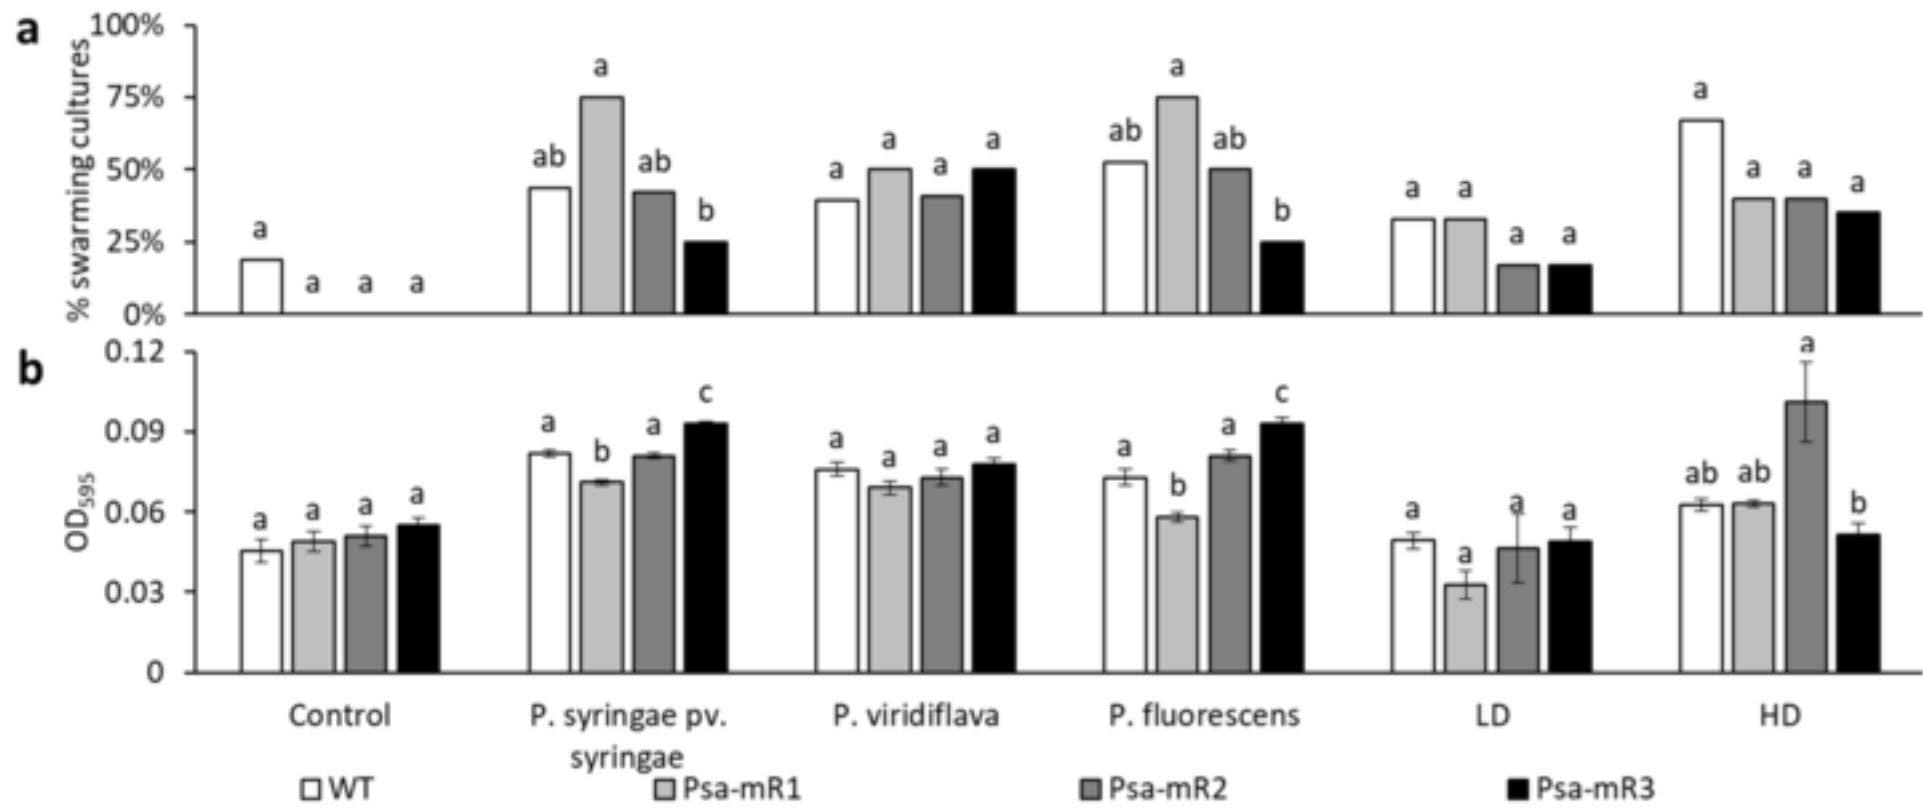 a
% swarming cultures
100%
75%
50%
25%
0%
a a a a
ab a ab b
a a a a
ab a ab b
a a a a
a a a a
b
OD595
0.12
0.09
0.06
0.03
0
a a a a
a b a c
a a a a
a b a c
a a a a
ab ab a b
Control
P. syringae pv.
syringae
P. viridiflava
P. fluorescens
LD
HD
WT
Psa-mR1
Psa-mR2
Psa-mR3